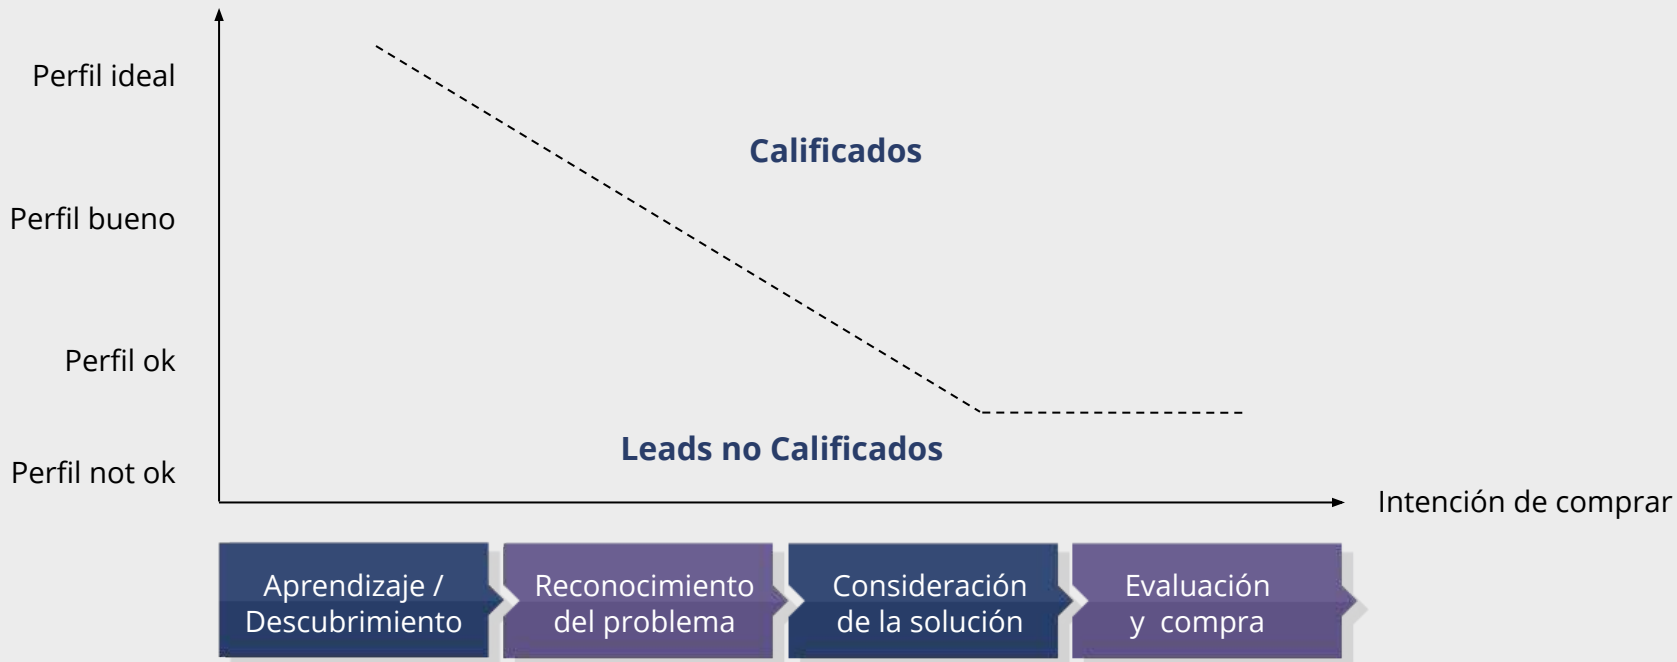 Perfil ideal
Calificados
Perfil bueno
Perfil ok
Leads no Calificados
Perfil not ok
Intención de comprar
Aprendizaje /
Descubrimiento
Reconocimiento
del problema
Consideración
de la solución
Evaluación
y compra